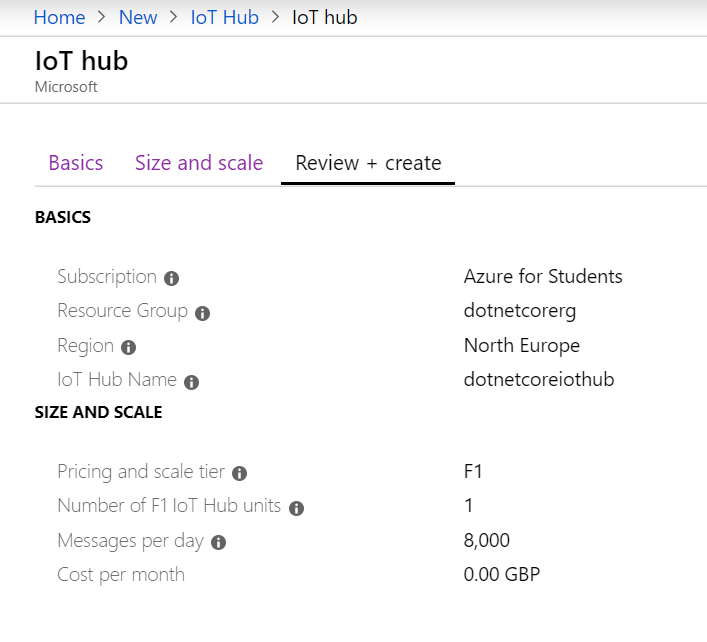 Home > New > IoT Hub > IoT hub
IoT hub
Microsoft
Basics Size and scale Review + create
BASICS
Subscription Azure for Students
Resource Group dotnetcorerg
Region North Europe
IoT Hub Name dotnetcoreiothub
SIZE AND SCALE
Pricing and scale tier F1
Number of F1 IoT Hub units 1
Messages per day 8,000
Cost per month 0.00 GBP